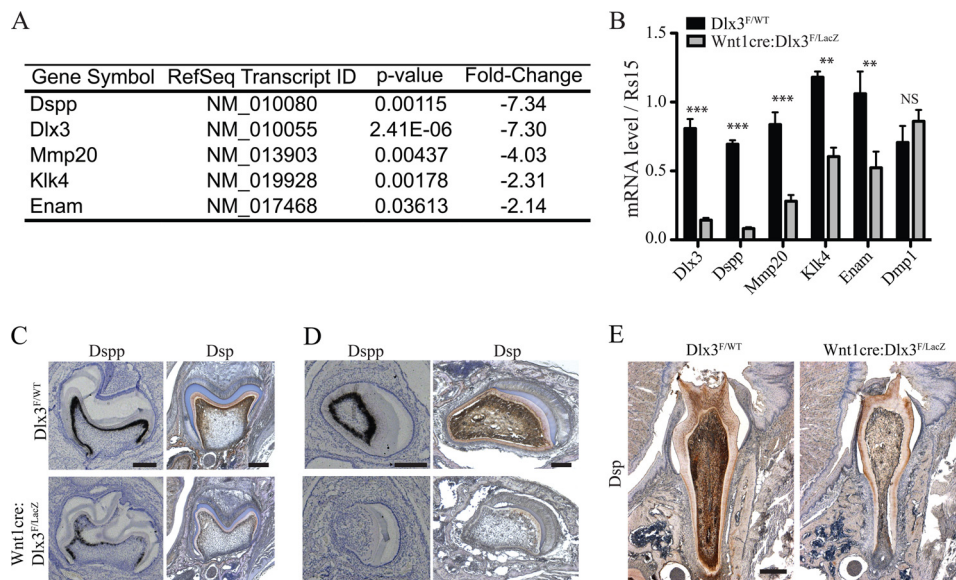 A
Gene Symbol RefSeq Transcript ID p-value Fold-Change
Dspp NM_010080 0.00115 -7.34
Dlx3 NM_010055 2.41E-06 -7.30
Mmp20 NM_013903 0.00437 -4.03
Klk4 NM_019928 0.00178 -2.31
Enam NM_017468 0.03613 -2.14
B
Dlx3F/WT
Wnt1cre:Dlx3F/LacZ
mRNA level / Rs15
1.5
1.0
0.5
0.0
*** *** *** ** ** NS
Dlx3 Dspp Mmp20 Klk4 Enam Dmp1
C
Dspp Dsp
Dlx3F/WT
Wnt1cre:
Dlx3F/LacZ
D
Dspp Dsp
E
Dlx3F/WT Wnt1cre:Dlx3F/LacZ
Dsp